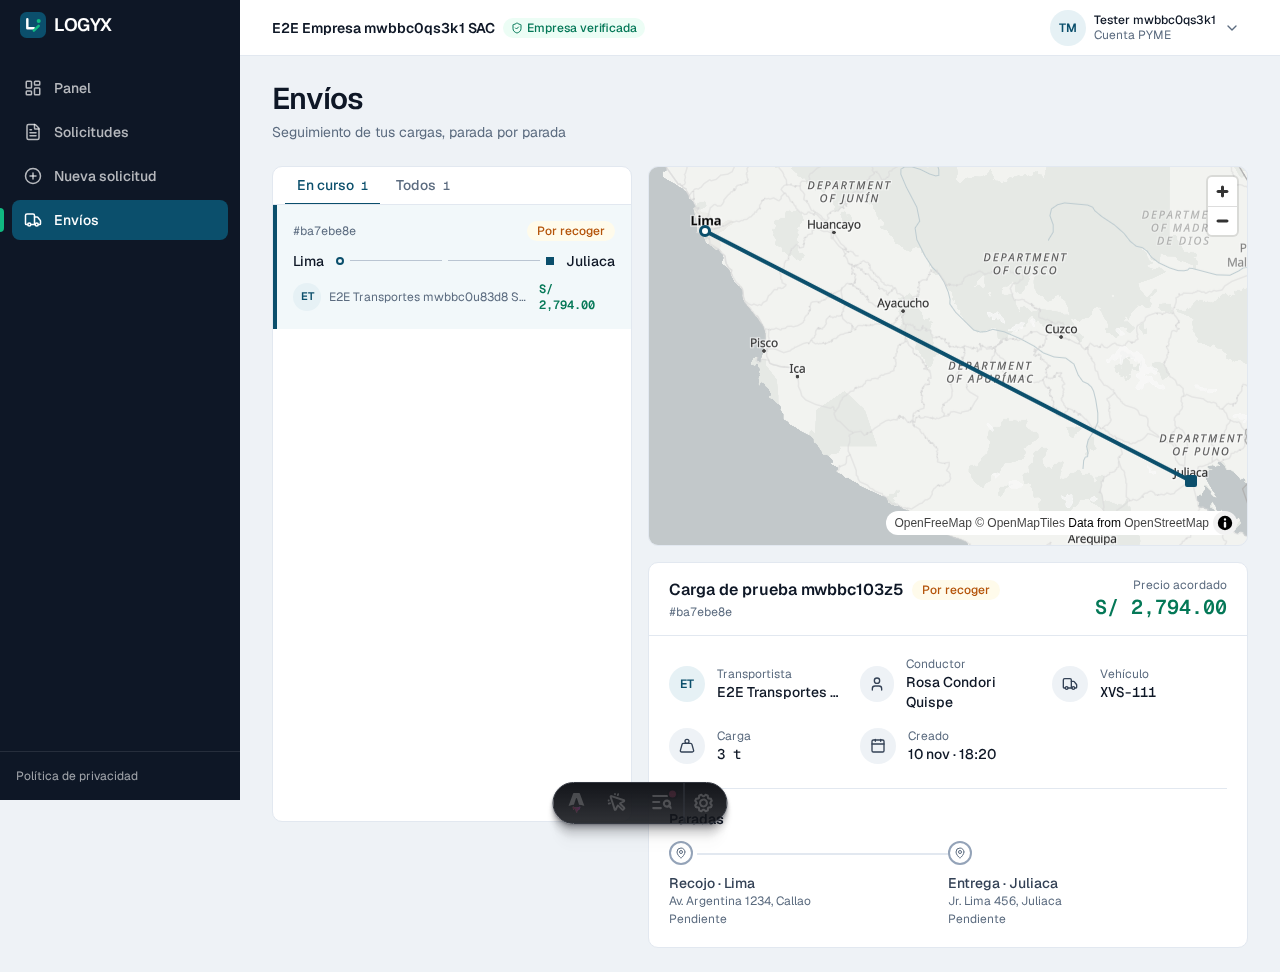 LOGYX
E2E Empresa mwbbc0qs3k1 SAC
Empresa verificada
TM
Tester mwbbc0qs3k1
Cuenta PYME
Panel
Solicitudes
Nueva solicitud
Envíos
Política de privacidad
Envíos
Seguimiento de tus cargas, parada por parada
En curso 1
Todos 1
#ba7ebe8e
Por recoger
Lima
Juliaca
ET
E2E Transportes mwbbc0u83d8 S...
S/
2,794.00
DEPARTMENT
OF JUNÍN
Lima
Huancayo
DEPARTME
OF MADR
DE DIOS
DEPARTMENT
OF CUSCO
P
Mal
Ayacucho
Cuzco
Pisco
Ica
DEPARTMENT
OF APURÍMAC
DEPARTMENT
OF PUNO
Juliaca
OpenFreeMap © OpenMapTiles Data from OpenStreetMap
Arequipa
Carga de prueba mwbbc103z5
Por recoger
#ba7ebe8e
Precio acordado
S/ 2,794.00
ET
Transportista
E2E Transportes ...
Conductor
Rosa Condori
Quispe
Vehículo
XVS-111
Carga
3 t
Creado
10 nov · 18:20
Paradas
Recojo · Lima
Av. Argentina 1234, Callao
Pendiente
Entrega · Juliaca
Jr. Lima 456, Juliaca
Pendiente